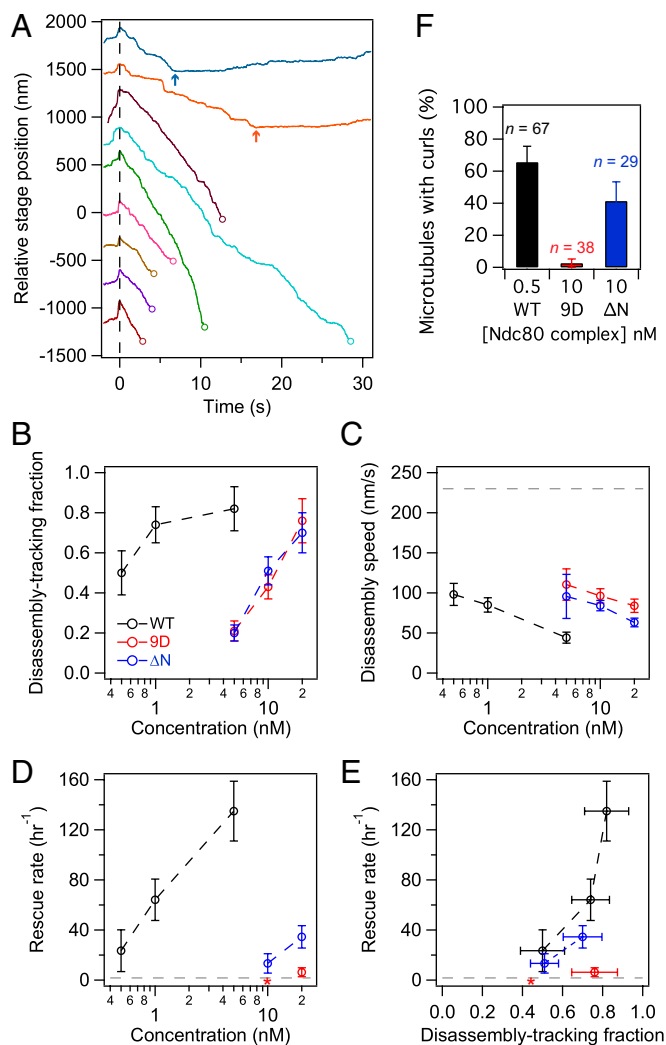 A
Relative stage position (nm)
2000
1500
1000
500
0
-500
-1000
-1500
0
10
20
30
Time (s)
F
Microtubules with curls (%)
100
80
60
40
20
0
n = 67
n = 38
n = 29
0.5 10 10
WT 9D ΔN
[Ndc80 complex] nM
B
Disassembly-tracking fraction
1.0
0.8
0.6
0.4
0.2
0.0
WT
9D
ΔN
4 6 8 2 4 6 8 2
1 10
Concentration (nM)
C
Disassembly speed (nm/s)
250
200
150
100
50
0
4 6 8 2 4 6 8 2
1 10
Concentration (nM)
D
Rescue rate (hr-1)
160
120
80
40
0
*
4 6 8 2 4 6 8 2
1 10
Concentration (nM)
E
Rescue rate (hr-1)
160
120
80
40
0
*
0.0 0.2 0.4 0.6 0.8 1.0
Disassembly-tracking fraction